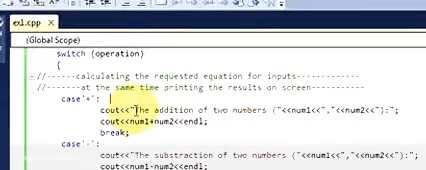 ex1.cpp
(Global Scope)
switch (operation)
{
//------calculating the requested equation for inputs------------
//------at the same time printing the results on screen-----------
case'+':
cout<<"The addition of two numbers ("<<num1<<","<<num2<<"):";
cout<<num1+num2<<endl;
break;
case'-':
cout<<"The substraction of two numbers ("<<num1<<","<<num2<<"):";
cout<<num1-num2<<endl;